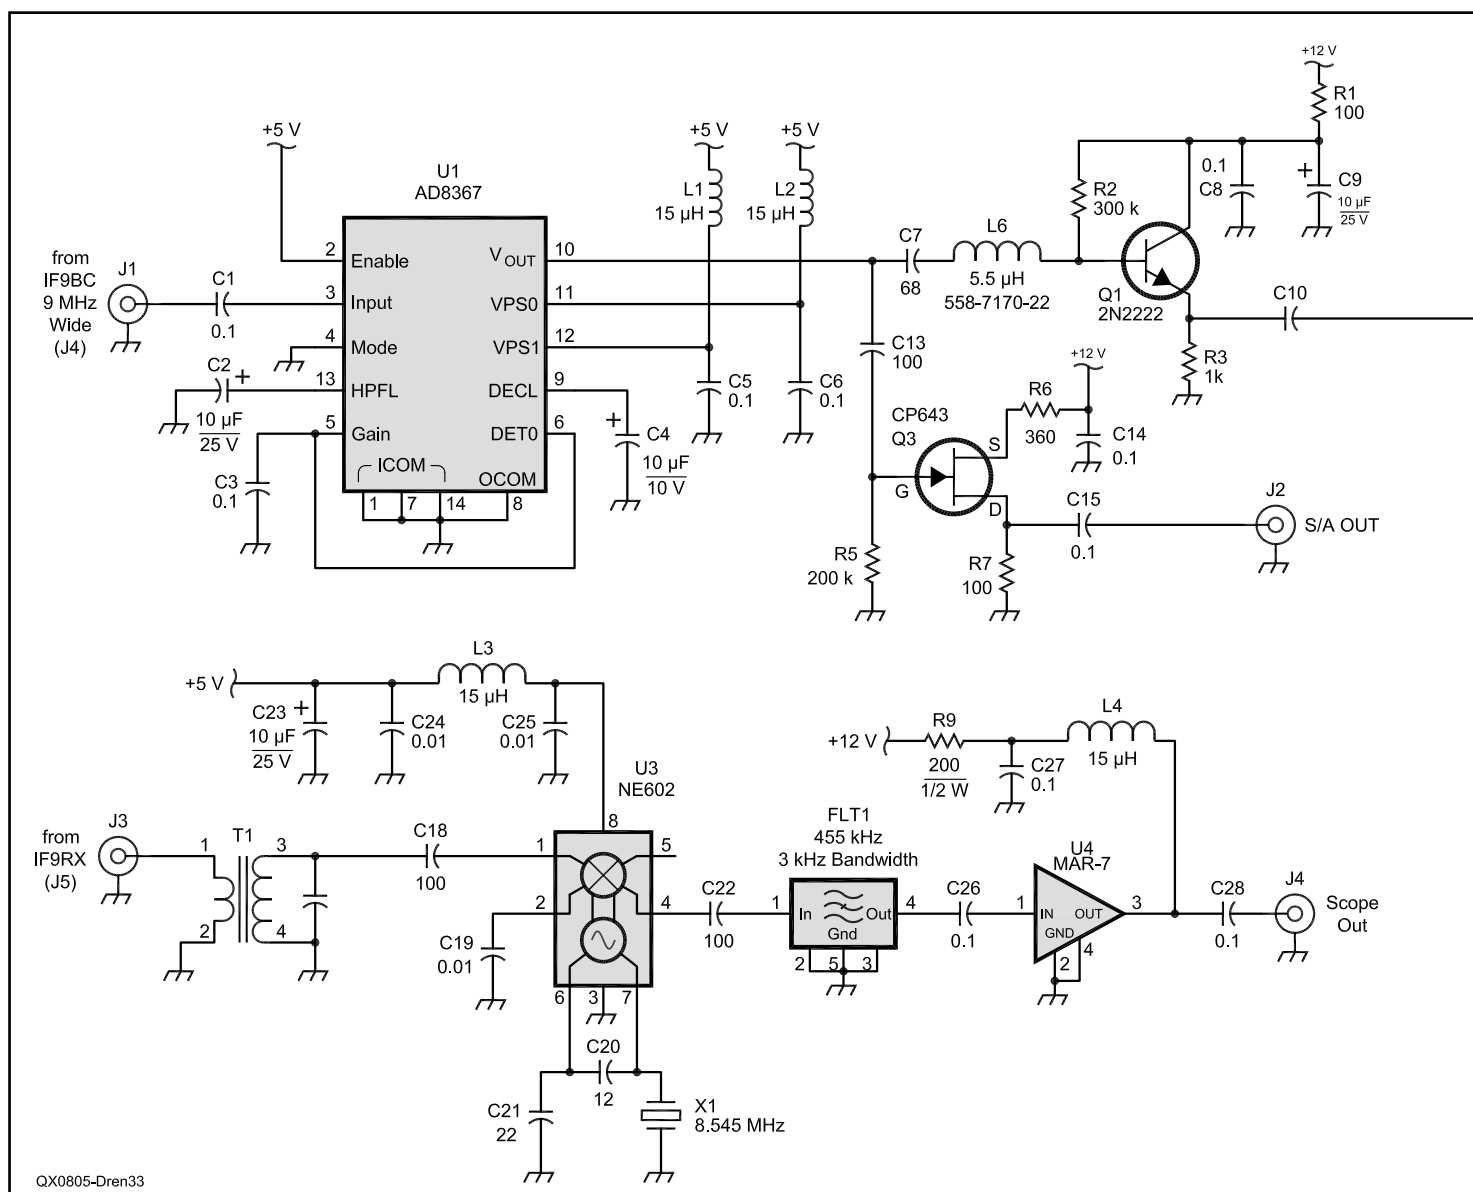 +12 V
R1
100
+5 V
+5 V
+5 V
U1
AD8367
L1
15 µH
L2
15 µH
0.1
C8
+
C9
10 µF
25 V
R2
300 k
from
IF9BC
9 MHz
Wide
(J4)
J1
C1
0.1
2
Enable
3
Input
4
Mode
13
HPFL
5
Gain
VOUT
10
VPS0
11
VPS1
12
DECL
9
DET0
6
ICOM
OCOM
1
7
14
8
C7
68
L6
5.5 µH
558-7170-22
Q1
2N2222
C10
R3
1k
C2
+
10 µF
25 V
C3
0.1
+
C4
10 µF
10 V
C5
0.1
C6
0.1
C13
100
+12 V
R6
360
C14
0.1
CP643
Q3
S
G
D
C15
0.1
J2
S/A OUT
R5
200 k
R7
100
+5 V
L3
15 µH
C23
+
10 µF
25 V
C24
0.01
C25
0.01
U3
NE602
+12 V
R9
200
1/2 W
C27
0.1
L4
15 µH
from
IF9RX
(J5)
J3
T1
1
2
3
4
C18
100
8
1
5
2
4
6
3
7
C19
0.01
C22
100
FLT1
455 kHz
3 kHz Bandwidth
1
In
Out
4
Gnd
2
5
3
C26
0.1
U4
MAR-7
1
IN
OUT
3
GND
2
4
C28
0.1
J4
Scope
Out
C20
12
C21
22
X1
8.545 MHz
QX0805-Dren33